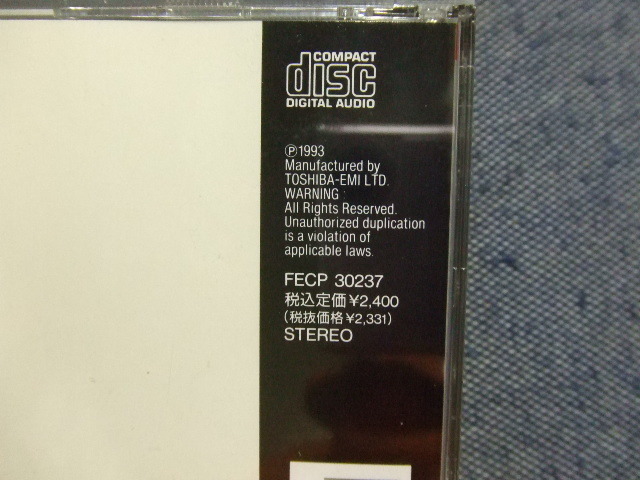 COMPACT
disc
DIGITAL AUDIO
Ⓟ1993
Manufactured by
TOSHIBA-EMI LTD.
WARNING :
All Rights Reserved.
Unauthorized duplication
is a violation of
applicable laws.
FECP 30237
税込定価¥2,400
(税抜価格¥2,331)
STEREO